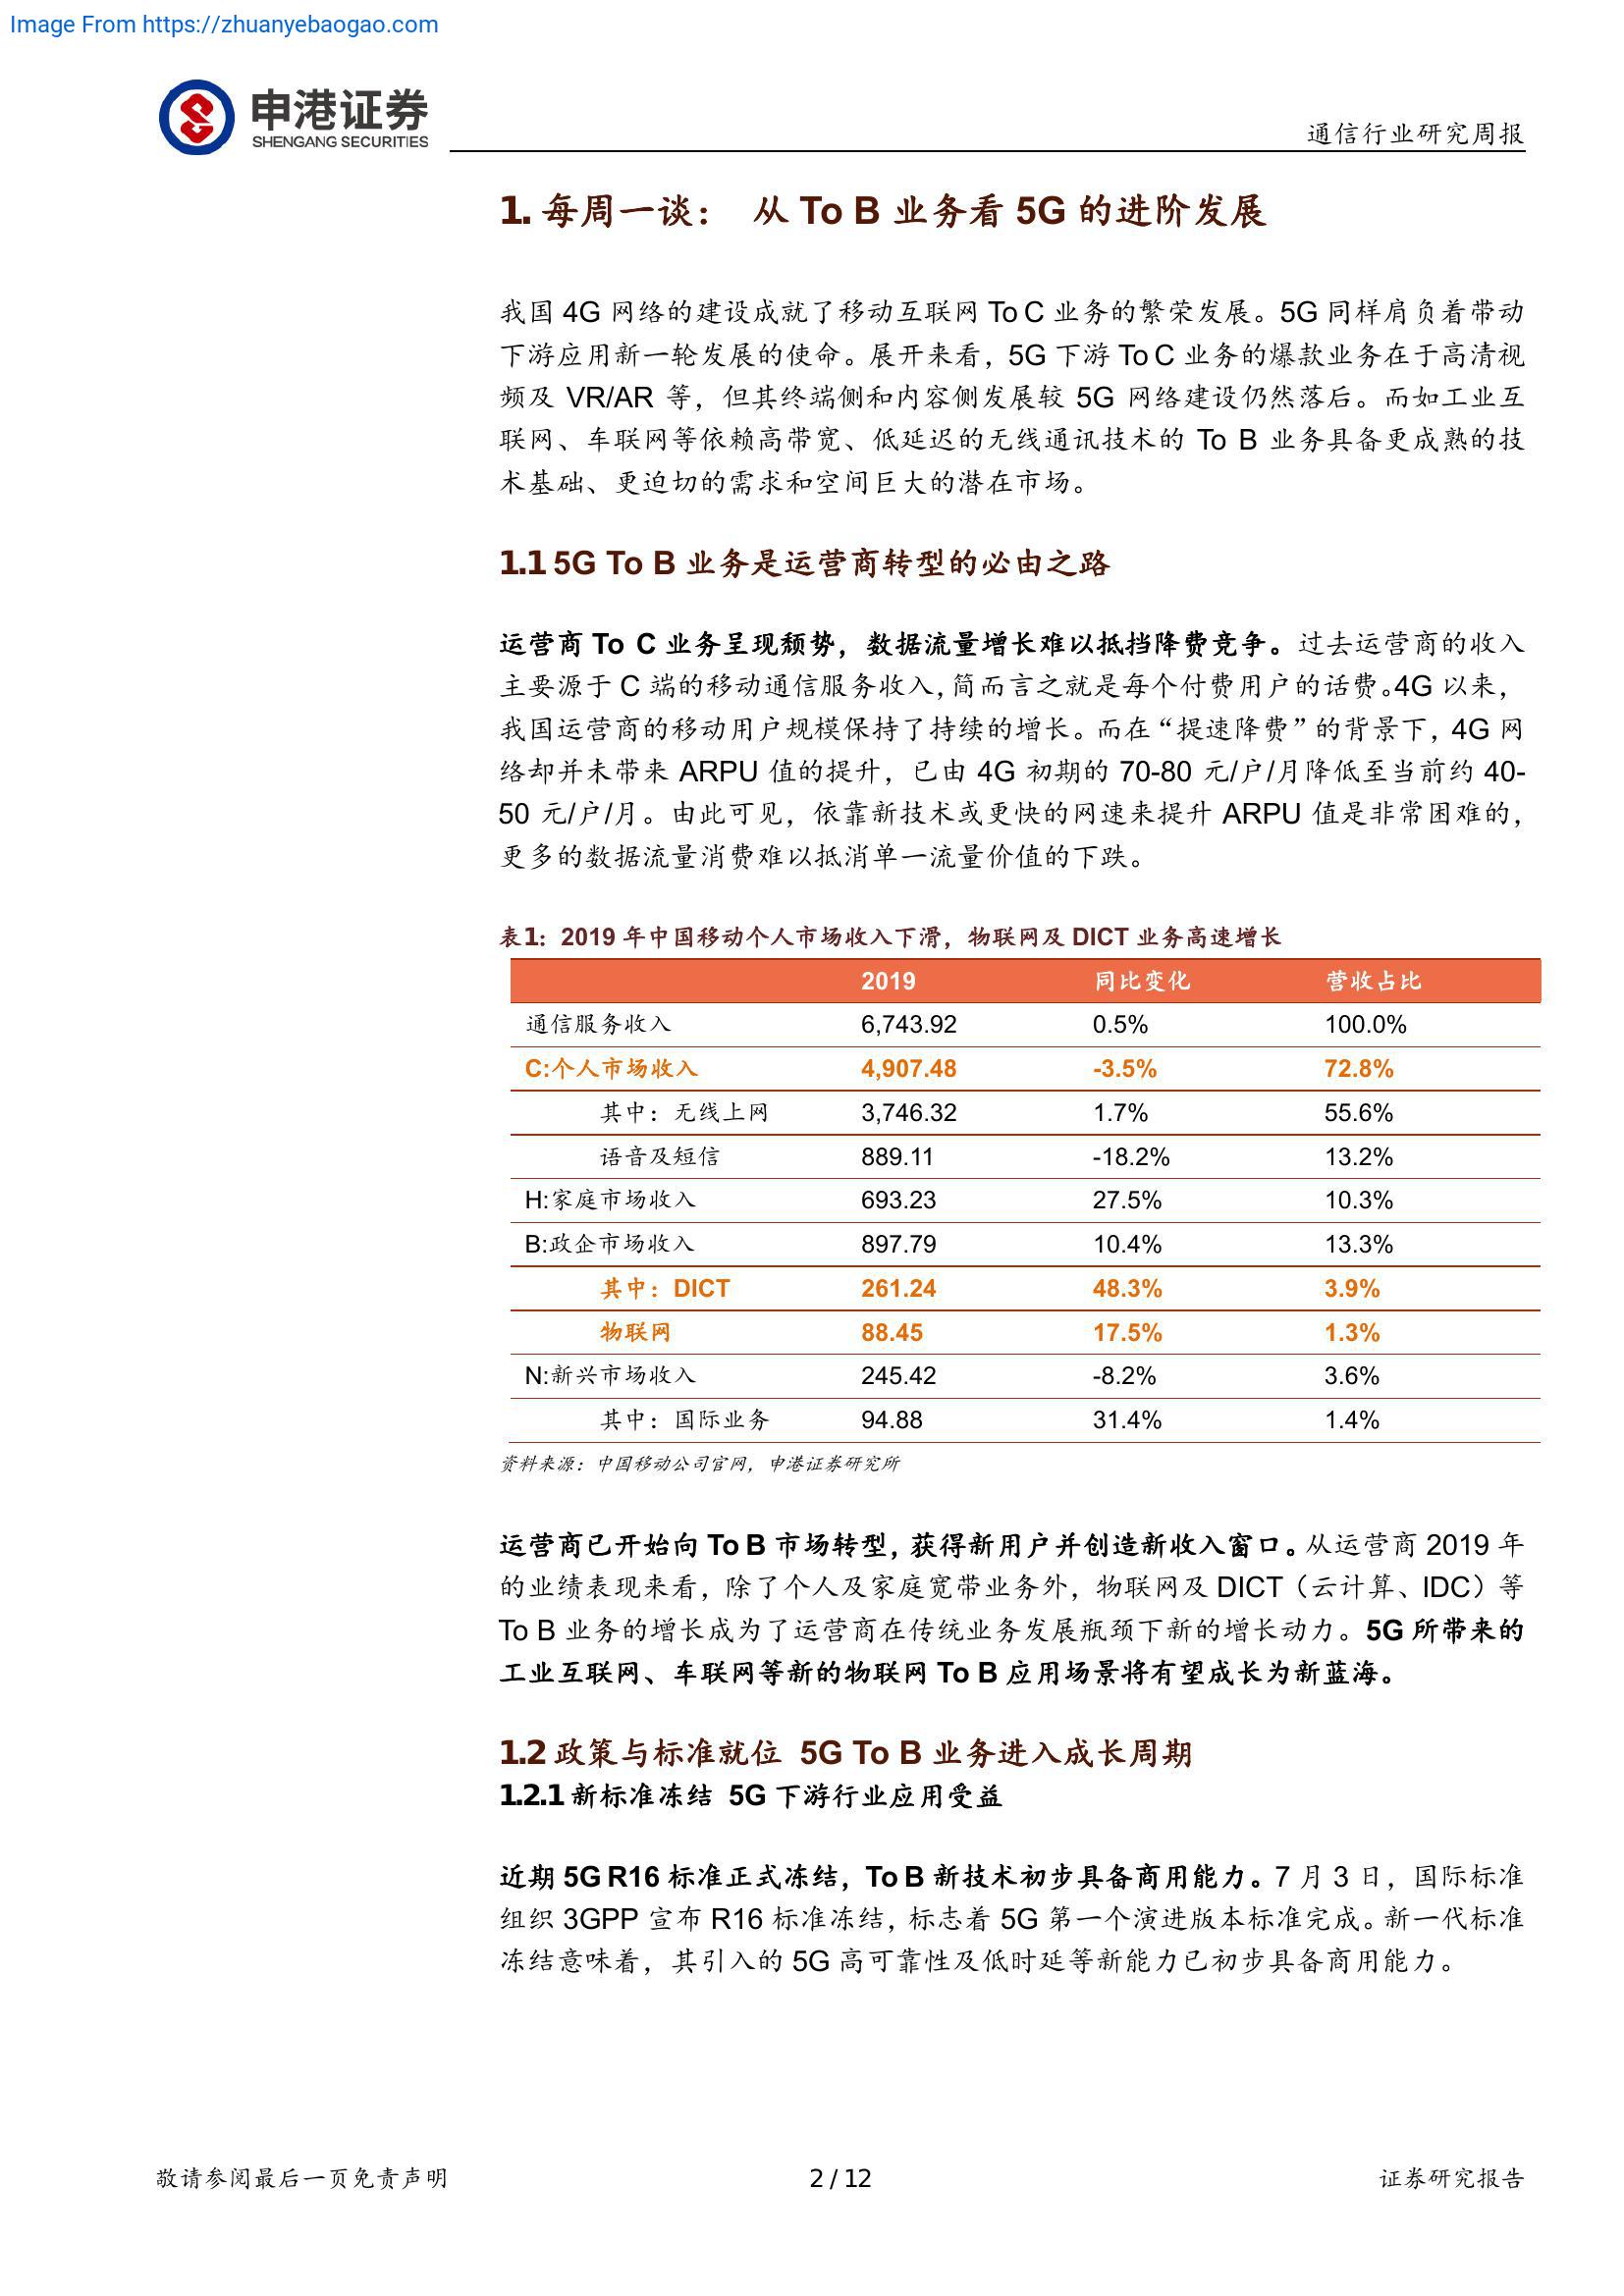 Image From https://zhuanyebaogao.com
申港证券
SHENGANG SECURITIES
通信行业研究周报
1. 每周一谈： 从 To B 业务看 5G 的进阶发展
我国 4G 网络的建设成就了移动互联网 To C 业务的繁荣发展。5G 同样肩负着带动
下游应用新一轮发展的使命。展开来看，5G 下游 To C 业务的爆款业务在于高清视
频及 VR/AR 等，但其终端侧和内容侧发展较 5G 网络建设仍然落后。而如工业互
联网、车联网等依赖高带宽、低延迟的无线通讯技术的 To B 业务具备更成熟的技
术基础、更迫切的需求和空间巨大的潜在市场。
1.1 5G To B 业务是运营商转型的必由之路
运营商 To C 业务呈现颓势，数据流量增长难以抵挡降费竞争。过去运营商的收入
主要源于 C 端的移动通信服务收入，简而言之就是每个付费用户的话费。4G 以来，
我国运营商的移动用户规模保持了持续的增长。而在“提速降费”的背景下，4G 网
络却并未带来 ARPU 值的提升，已由 4G 初期的 70-80 元/户/月降低至当前约 40-
50 元/户/月。由此可见，依靠新技术或更快的网速来提升 ARPU 值是非常困难的，
更多的数据流量消费难以抵消单一流量价值的下跌。
表1：2019 年中国移动个人市场收入下滑，物联网及 DICT 业务高速增长
2019 同比变化 营收占比
通信服务收入 6,743.92 0.5% 100.0%
C:个人市场收入 4,907.48 -3.5% 72.8%
其中：无线上网 3,746.32 1.7% 55.6%
语音及短信 889.11 -18.2% 13.2%
H:家庭市场收入 693.23 27.5% 10.3%
B:政企市场收入 897.79 10.4% 13.3%
其中：DICT 261.24 48.3% 3.9%
物联网 88.45 17.5% 1.3%
N:新兴市场收入 245.42 -8.2% 3.6%
其中：国际业务 94.88 31.4% 1.4%
资料来源：中国移动公司官网，申港证券研究所
运营商已开始向 To B 市场转型，获得新用户并创造新收入窗口。从运营商 2019 年
的业绩表现来看，除了个人及家庭宽带业务外，物联网及 DICT（云计算、IDC）等
To B 业务的增长成为了运营商在传统业务发展瓶颈下新的增长动力。5G 所带来的
工业互联网、车联网等新的物联网 To B 应用场景将有望成长为新蓝海。
1.2 政策与标准就位 5G To B 业务进入成长周期
1.2.1 新标准冻结 5G 下游行业应用受益
近期 5G R16 标准正式冻结，To B 新技术初步具备商用能力。7 月 3 日，国际标准
组织 3GPP 宣布 R16 标准冻结，标志着 5G 第一个演进版本标准完成。新一代标准
冻结意味着，其引入的 5G 高可靠性及低时延等新能力已初步具备商用能力。
敬请参阅最后一页免责声明
2 / 12
证券研究报告